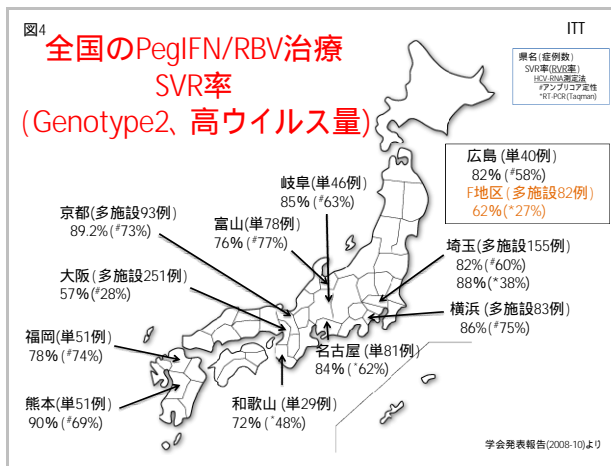 図4
ITT
全国のPegIFN/RBV治療
SVR率
(Genotype2、高ウイルス量)
県名(症例数)
SVR率(RVR率)
HCV-RNA測定法
#アンプリコア定性
*RT-PCR(Taqman)
広島(単40例)
82%(#58%)
F地区(多施設82例)
62%(*27%)
岐阜(単46例)
85%(#63%)
京都(多施設93例)
89.2%(#73%)
富山(単78例)
76%(#77%)
埼玉(多施設155例)
82%(#60%)
88%(*38%)
大阪(多施設251例)
57%(#28%)
横浜(多施設83例)
86%(#75%)
福岡(単51例)
78%(#74%)
名古屋(単81例)
84%(*62%)
熊本(単51例)
90%(#69%)
和歌山(単29例)
72%(*48%)
学会発表報告(2008-10)より